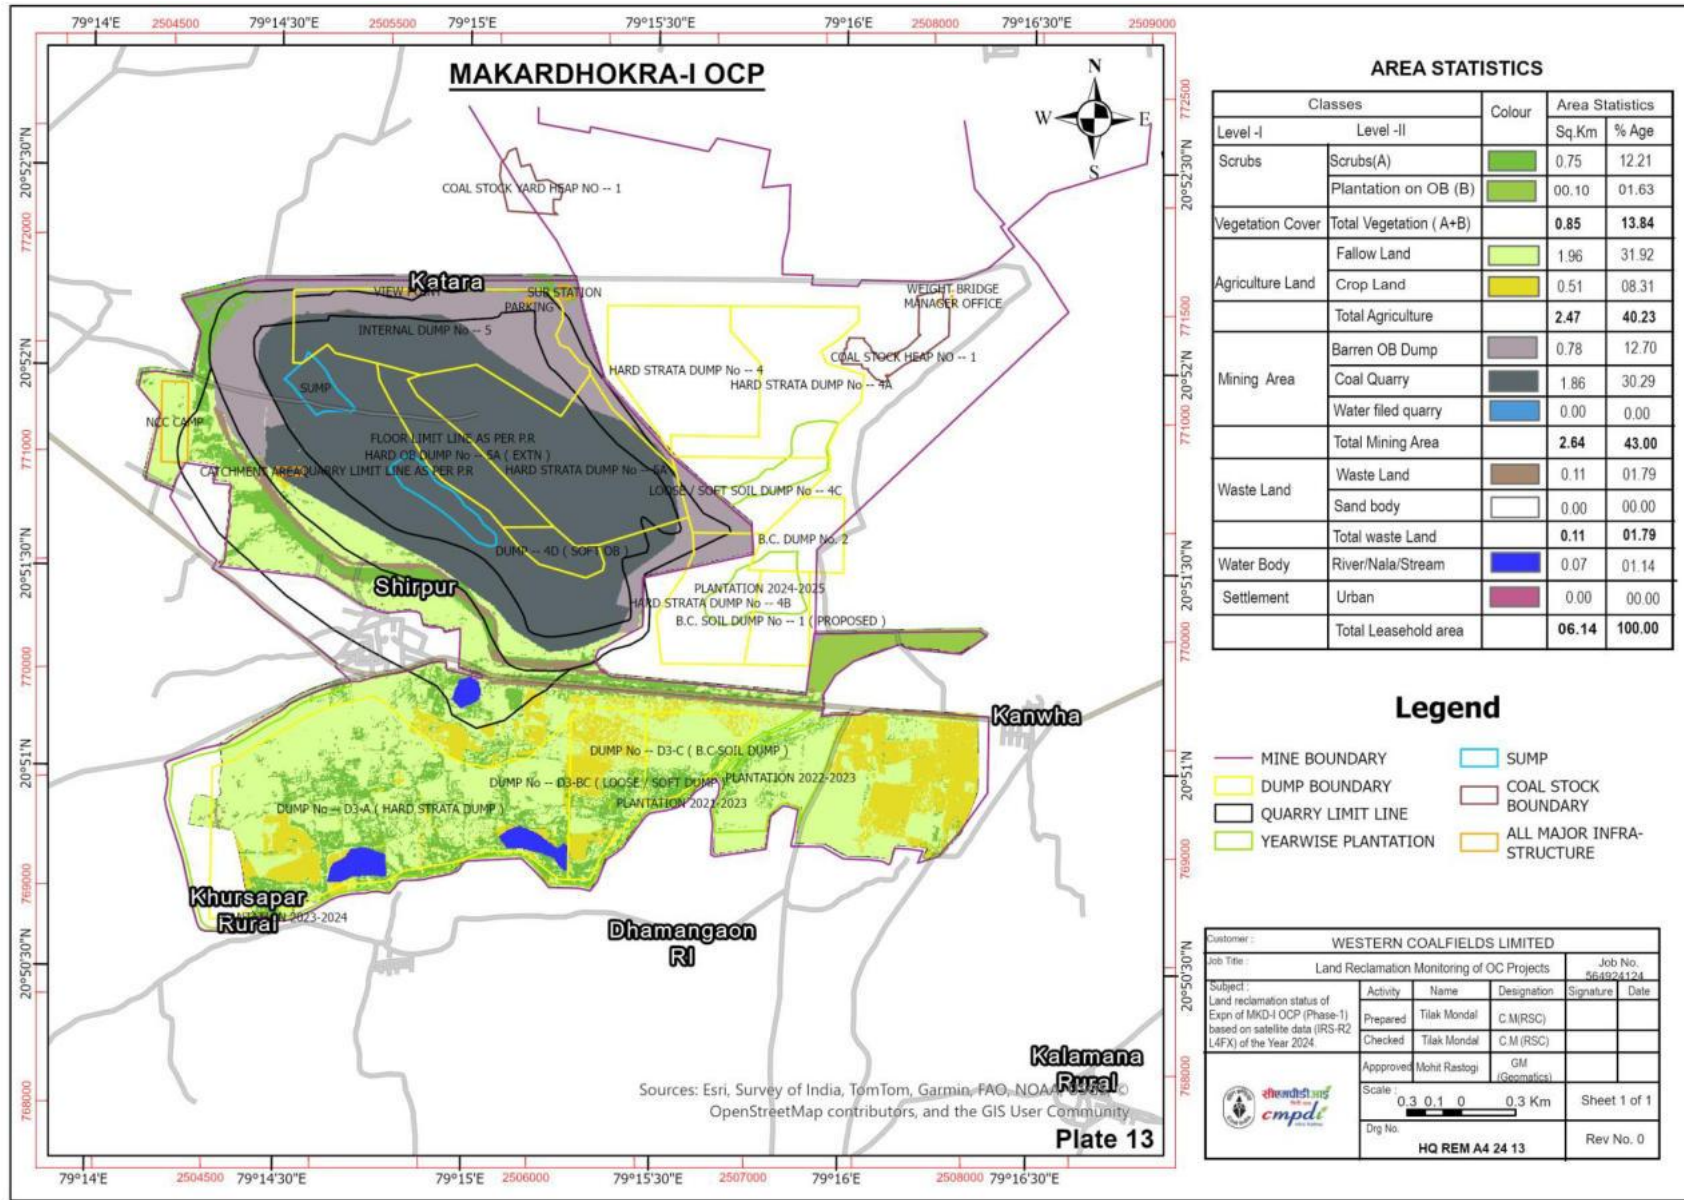 79°14'E 2504500 79°14'30"E 2505500 79°15'E 79°15'30"E 79°16'E 2508000 79°16'30"E 2509000
MAKARDHOKRA-I OCP
N
W E
S
20°52'30"N
772000
20°52'N
771000
20°51'30"N
770000
20°51'N
769000
20°50'30"N
768000
772500
20°52'30"N
771500
20°52'N
771000
20°51'30"N
770000
20°51'N
769000
20°50'30"N
768000
COAL STOCK YARD HEAP NO -- 1
Katara
VIEW POINT
SUB STATION
PARKING
WEIGHT BRIDGE
MANAGER OFFICE
INTERNAL DUMP No -- 5
COAL STOCK HEAP NO -- 1
HARD STRATA DUMP No -- 4
HARD STRATA DUMP No -- 4A
SUMP
NCC CAMP
FLOOR LIMIT LINE AS PER P.R
HARD OB DUMP No -- 5A ( EXTN )
CATCHMENT AREA
QUARRY LIMIT LINE AS PER P.R
HARD STRATA DUMP No -- 5A
LOOSE / SOFT SOIL DUMP No -- 4C
B.C. DUMP No. 2
DUMP -- 4D ( SOFT OB )
Shirpur
PLANTATION 2024-2025
HARD STRATA DUMP No -- 4B
B.C. SOIL DUMP No -- 1 ( PROPOSED )
Kanwha
DUMP No -- D3-C ( B.C SOIL DUMP )
DUMP No -- D3-BC ( LOOSE / SOFT DUMP
PLANTATION 2022-2023
PLANTATION 2021-2023
DUMP No -- D3-A ( HARD STRATA DUMP )
Khursapar
Rural
2023-2024
Dhamangaon
RI
Kalamana
Rural
Sources: Esri, Survey of India, TomTom, Garmin, FAO, NOAA, ©
OpenStreetMap contributors, and the GIS User Community
Plate 13
79°14'E 2504500 79°14'30"E 79°15'E 2506000 79°15'30"E 2507000 79°16'E 2508000 79°16'30"E
AREA STATISTICS
Classes Colour Area Statistics
Level -I Level -II Sq.Km % Age
Scrubs Scrubs(A) 0.75 12.21
Plantation on OB (B) 00.10 01.63
Vegetation Cover Total Vegetation ( A+B) 0.85 13.84
Fallow Land 1.96 31.92
Agriculture Land Crop Land 0.51 08.31
Total Agriculture 2.47 40.23
Barren OB Dump 0.78 12.70
Mining Area Coal Quarry 1.86 30.29
Water filed quarry 0.00 0.00
Total Mining Area 2.64 43.00
Waste Land Waste Land 0.11 01.79
Sand body 0.00 00.00
Total waste Land 0.11 01.79
Water Body River/Nala/Stream 0.07 01.14
Settlement Urban 0.00 00.00
Total Leasehold area 06.14 100.00
Legend
MINE BOUNDARY
DUMP BOUNDARY
QUARRY LIMIT LINE
YEARWISE PLANTATION
SUMP
COAL STOCK
BOUNDARY
ALL MAJOR INFRA-
STRUCTURE
Customer : WESTERN COALFIELDS LIMITED
Job Title : Land Reclamation Monitoring of OC Projects Job No.
564924124
Subject :
Land reclamation status of
Expn of MKD-I OCP (Phase-1)
based on satellite data (IRS-R2
L4FX) of the Year 2024.
Activity Name Designation Signature Date
Prepared Tilak Mondal C.M(RSC)
Checked Tilak Mondal C.M (RSC)
Appproved Mohit Rastogi GM
(Geomatics)
सीएमपीडीआई
cmpdi
Scale :
0.3 0.1 0 0.3 Km
Sheet 1 of 1
Drg No.
HQ REM A4 24 13
Rev No. 0